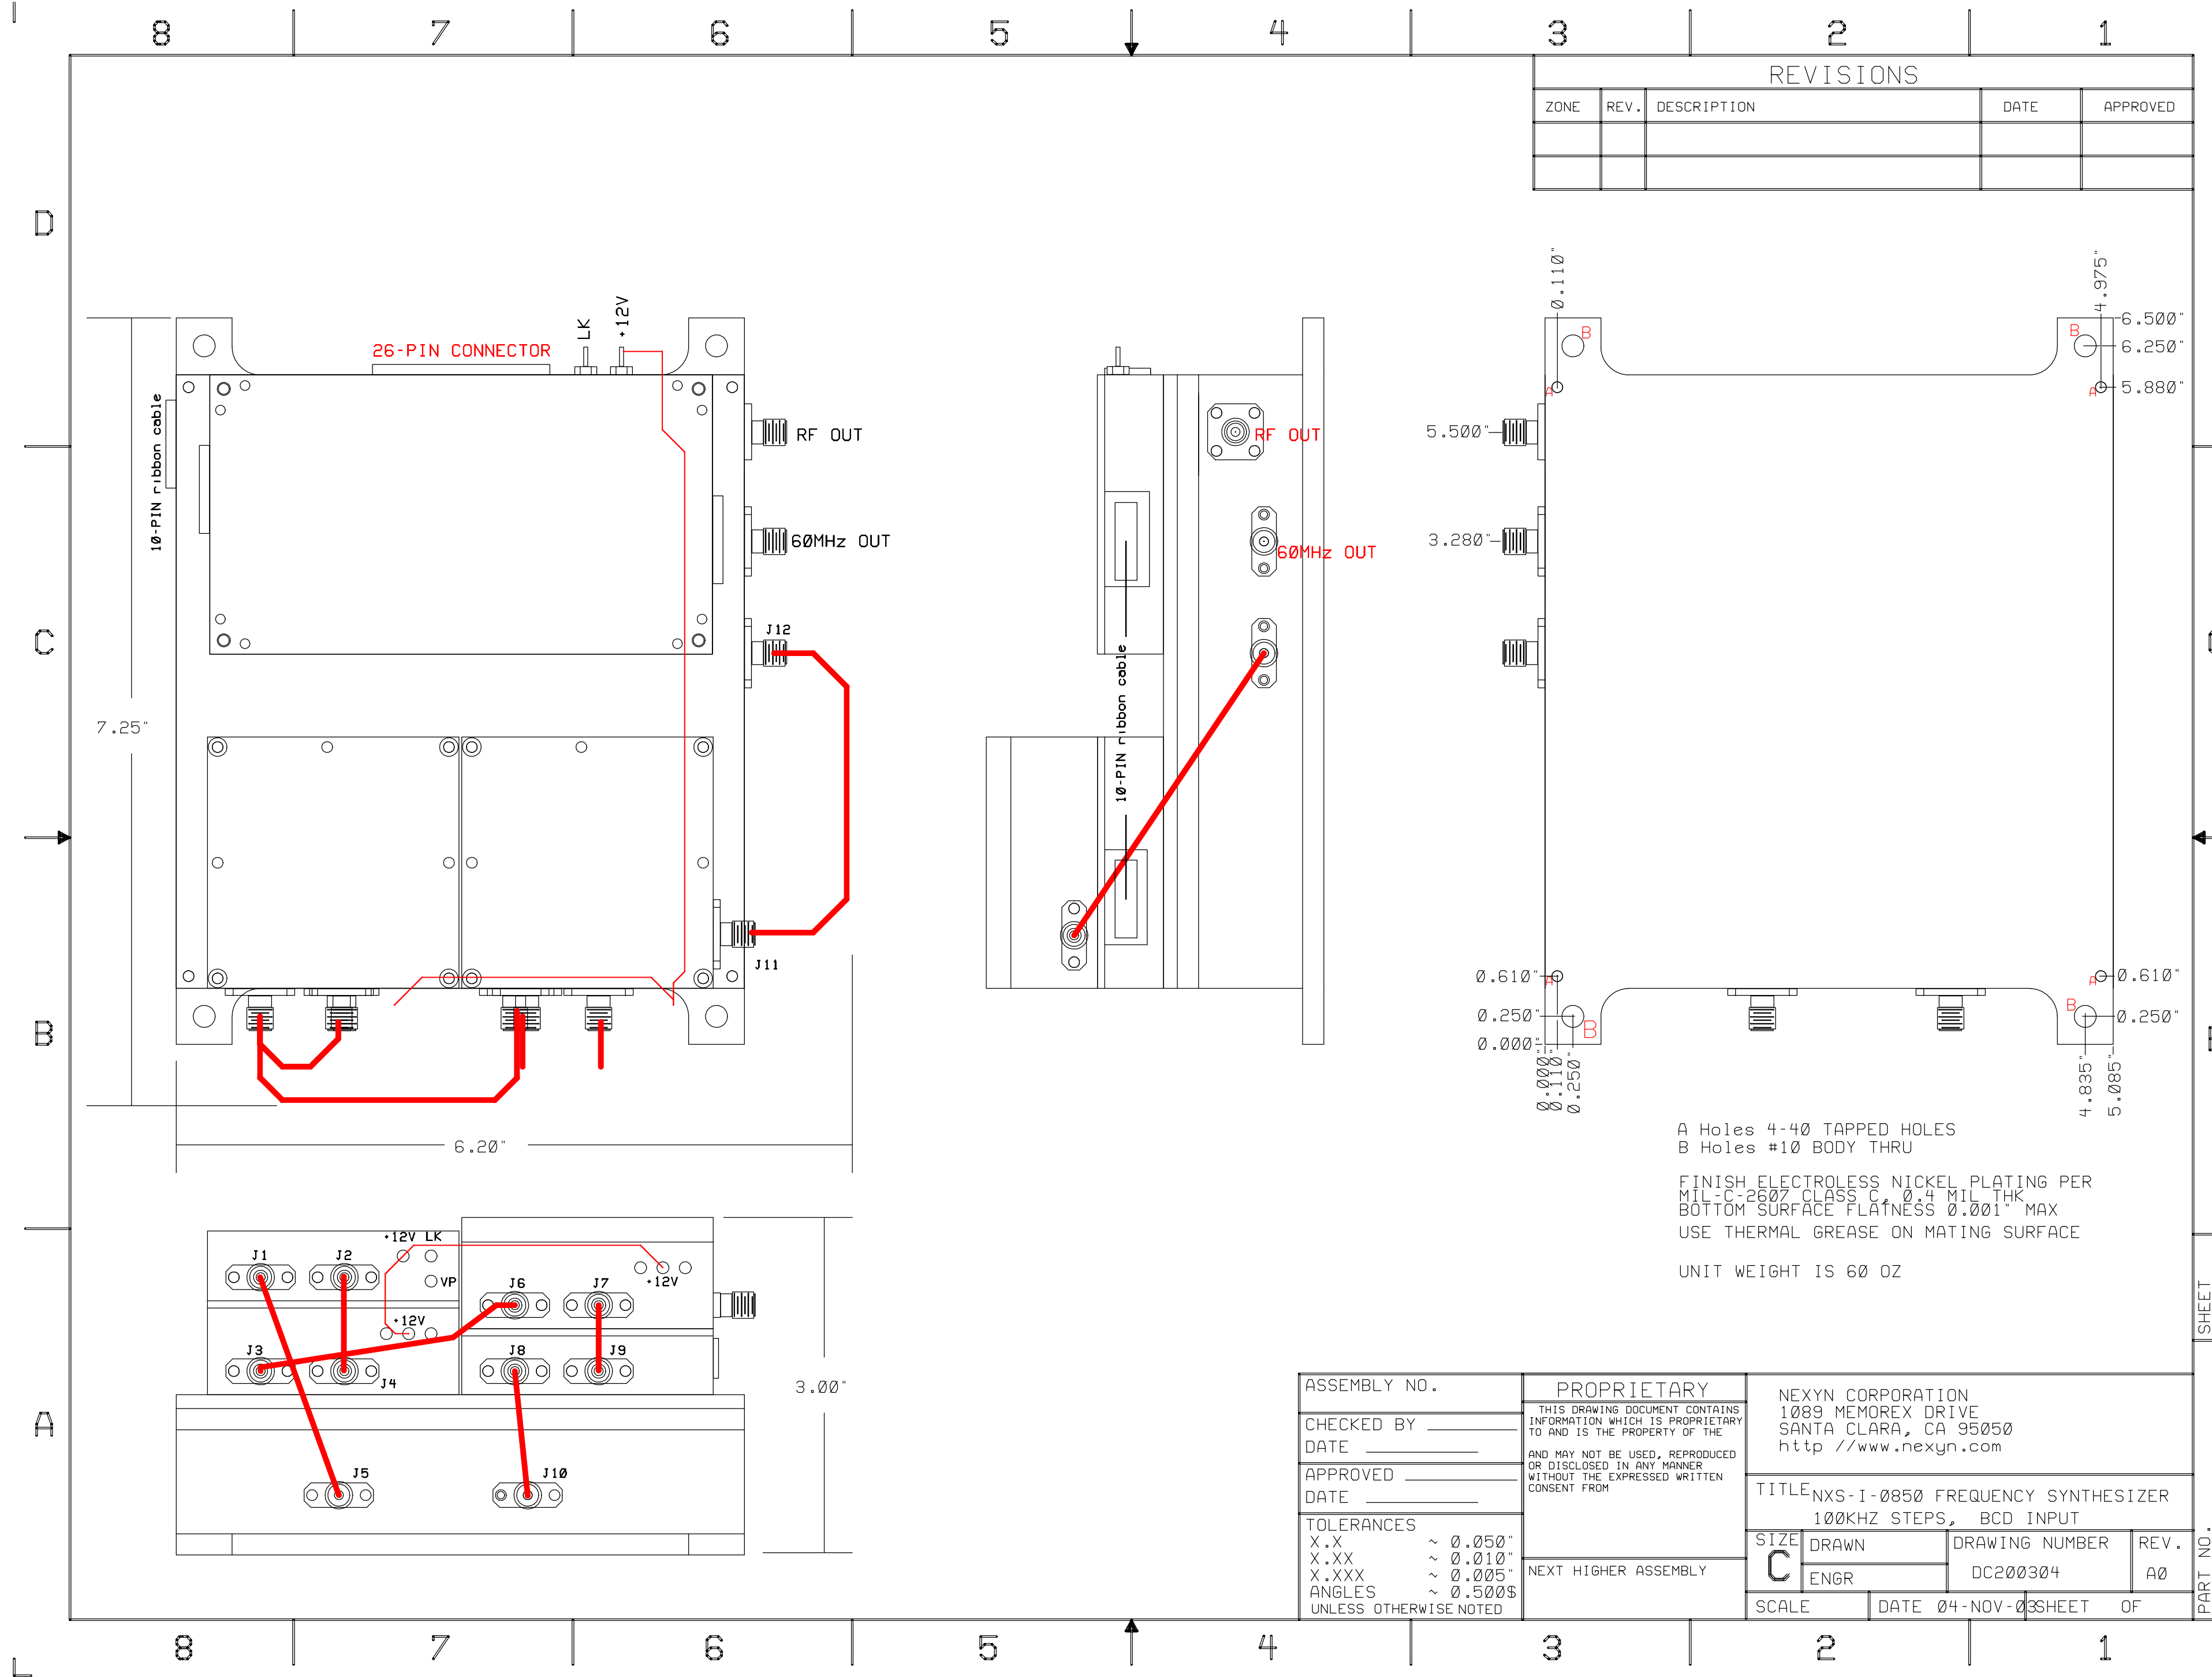 8 7 6 5 4 3 2 1
REVISIONS
ZONE REV. DESCRIPTION DATE APPROVED
D
C
B
A
26-PIN CONNECTOR
LK
+12V
10-PIN ribbon cable
RF OUT
60MHz OUT
J12
J11
7.25"
6.20"
RF OUT
60MHz OUT
10-PIN ribbon cable
0.110"
4.975"
B
B
6.500"
6.250"
A
A
5.880"
5.500"
3.280"
0.610"
A
A
0.610"
0.250"
B
B
0.250"
0.000"
0.000"
0.110"
0.250"
4.835"
5.085"
A Holes 4-40 TAPPED HOLES
B Holes #10 BODY THRU
FINISH ELECTROLESS NICKEL PLATING PER
MIL-C-2607 CLASS C, 0.4 MIL THK
BOTTOM SURFACE FLATNESS 0.001" MAX
USE THERMAL GREASE ON MATING SURFACE
UNIT WEIGHT IS 60 OZ
+12V LK
J1 J2
VP
J6 J7
+12V
+12V
J3
J4
J8 J9
J5
J10
3.00"
ASSEMBLY NO.
CHECKED BY
DATE
APPROVED
DATE
TOLERANCES
X.X ~ 0.050"
X.XX ~ 0.010"
X.XXX ~ 0.005"
ANGLES ~ 0.500$
UNLESS OTHERWISE NOTED
PROPRIETARY
THIS DRAWING DOCUMENT CONTAINS
INFORMATION WHICH IS PROPRIETARY
TO AND IS THE PROPERTY OF THE
AND MAY NOT BE USED, REPRODUCED
OR DISCLOSED IN ANY MANNER
WITHOUT THE EXPRESSED WRITTEN
CONSENT FROM
NEXT HIGHER ASSEMBLY
NEXYN CORPORATION
1089 MEMOREX DRIVE
SANTA CLARA, CA 95050
http //www.nexyn.com
TITLE NXS-I-0850 FREQUENCY SYNTHESIZER
100KHZ STEPS, BCD INPUT
SIZE
C
DRAWN
ENGR
DRAWING NUMBER
DC200304
REV.
A0
SCALE
DATE 04-NOV-03
SHEET OF
SHEET
PART NO.
8 7 6 5 4 3 2 1